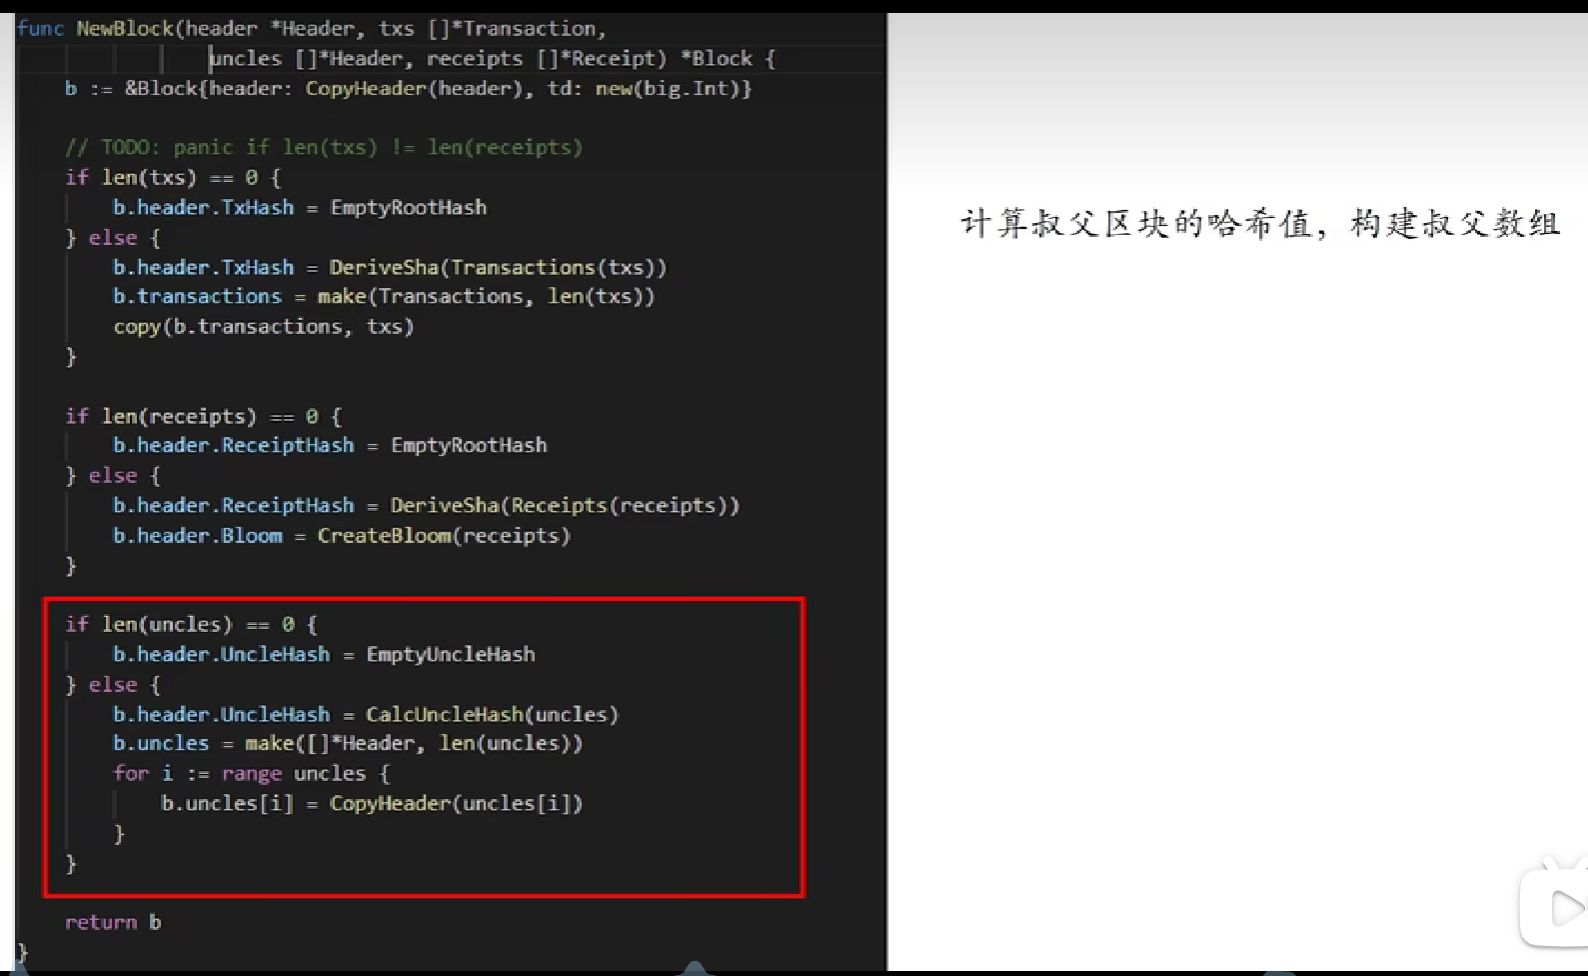 func NewBlock(header *Header, txs []*Transaction,
uncles []*Header, receipts []*Receipt) *Block {
b := &Block{header: CopyHeader(header), td: new(big.Int)}
// TODO: panic if len(txs) != len(receipts)
if len(txs) == 0 {
b.header.TxHash = EmptyRootHash
} else {
b.header.TxHash = DeriveSha(Transactions(txs))
b.transactions = make(Transactions, len(txs))
copy(b.transactions, txs)
}
if len(receipts) == 0 {
b.header.ReceiptHash = EmptyRootHash
} else {
b.header.ReceiptHash = DeriveSha(Receipts(receipts))
b.header.Bloom = CreateBloom(receipts)
}
if len(uncles) == 0 {
b.header.UncleHash = EmptyUncleHash
} else {
b.header.UncleHash = CalcUncleHash(uncles)
b.uncles = make([]*Header, len(uncles))
for i := range uncles {
b.uncles[i] = CopyHeader(uncles[i])
}
}
return b
}
计算叔父区块的哈希值，构建叔父数组